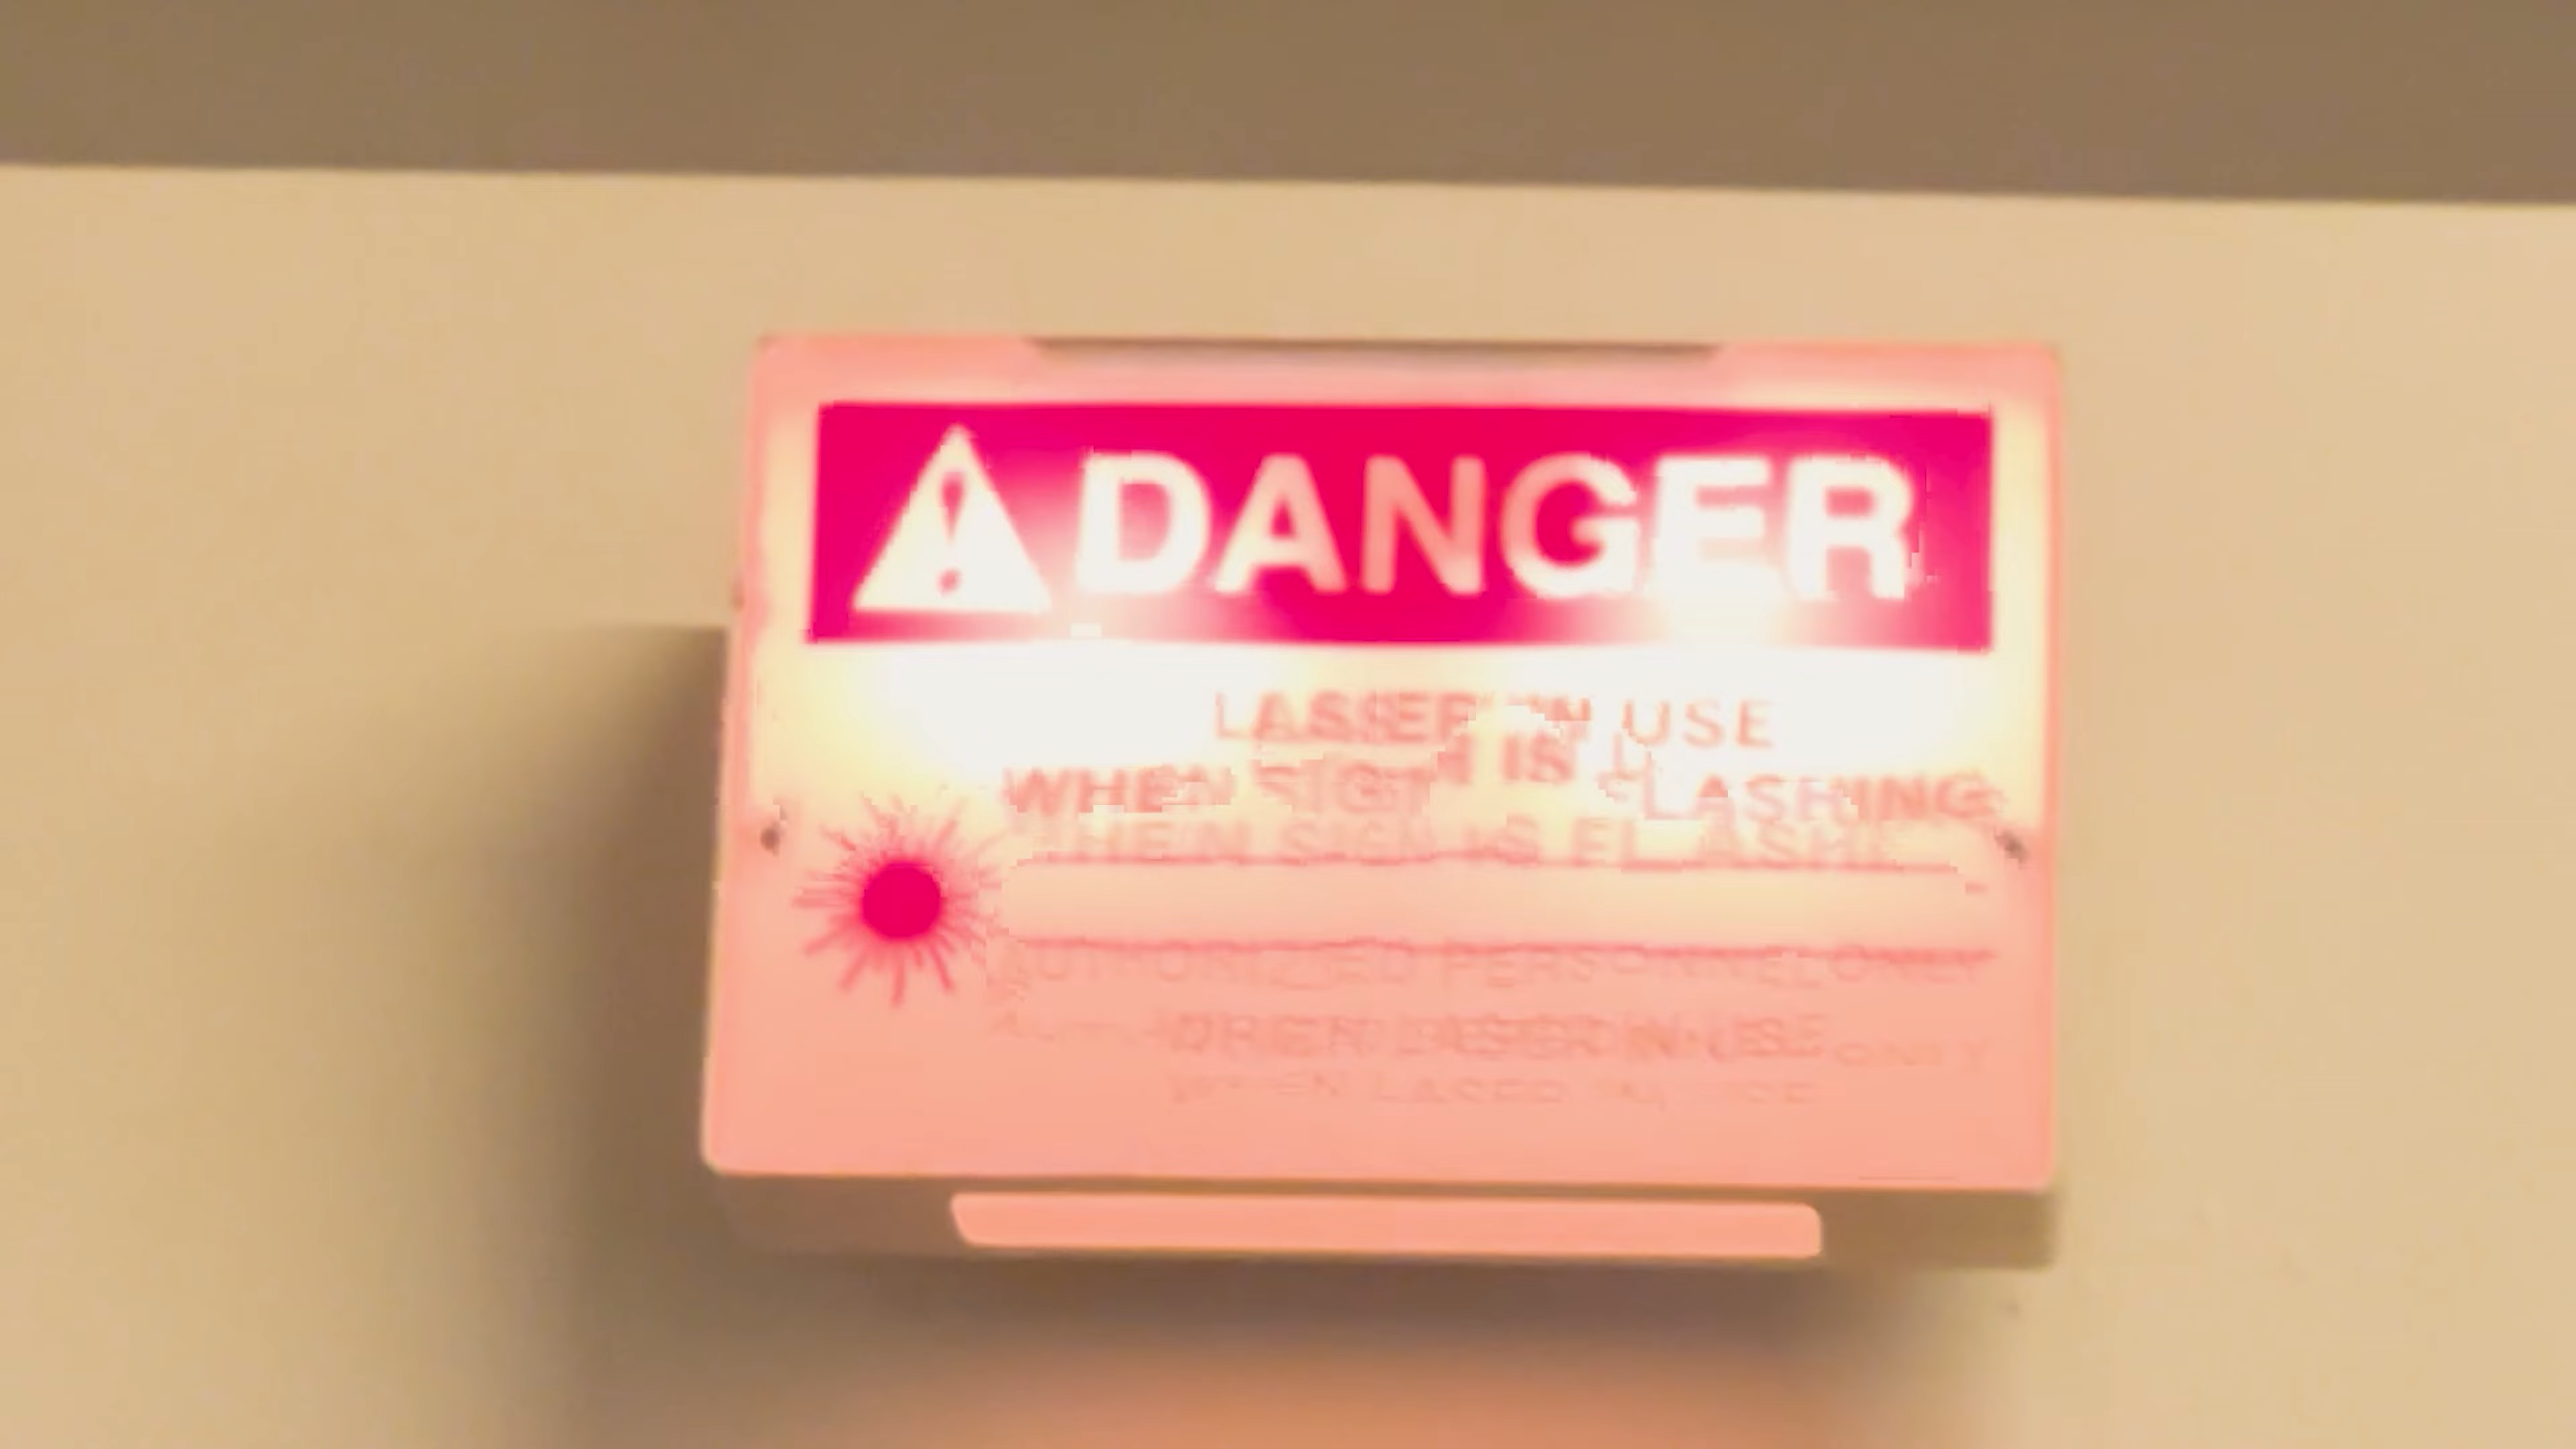 DANGER
LASER IN USE
WHEN SIGN IS FLASHING
AUTHORIZED PERSONNEL ONLY
WHEN LASER IN USE